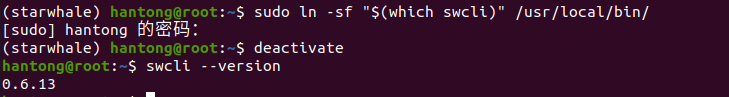 (starwhale) hantong@root:~$ sudo ln -sf "$(which swcli)" /usr/local/bin/
[sudo] hantong 的密码：
(starwhale) hantong@root:~$ deactivate
hantong@root:~$ swcli --version
0.6.13